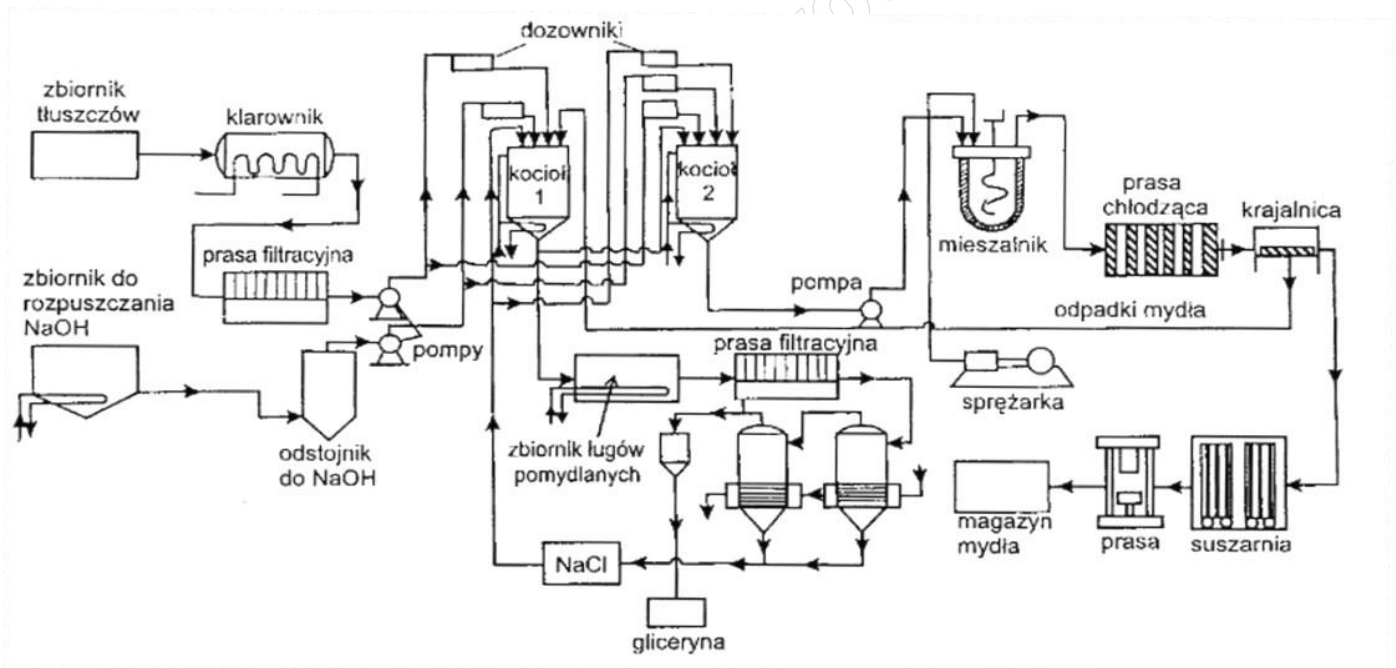 dozowniki
zbiornik
tłuszczów
klarownik
kocioł
1
kocioł
2
prasa
chłodząca
krajalnica
mieszalnik
prasa filtracyjna
zbiornik do
rozpuszczania
NaOH
pompy
pompa
odpadki mydła
prasa filtracyjna
sprężarka
odstojnik
do NaOH
zbiornik ługów
pomydlanych
magazyn
mydła
prasa
suszarnia
NaCl
gliceryna